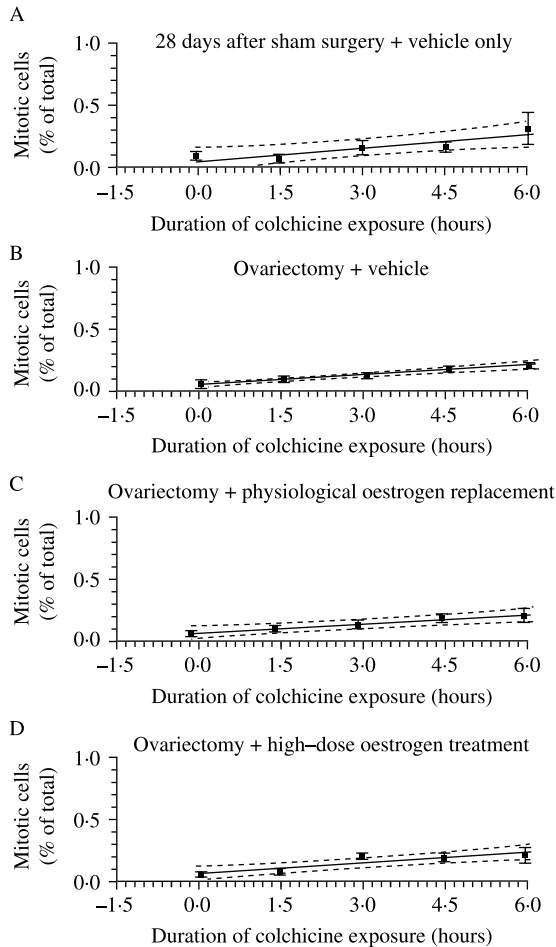 A
28 days after sham surgery + vehicle only
Mitotic cells
(% of total)
1·0
0·5
0·0
−1·5 0·0 1·5 3·0 4·5 6·0
Duration of colchicine exposure (hours)
B
Ovariectomy + vehicle
Mitotic cells
(% of total)
1·0
0·5
0·0
−1·5 0·0 1·5 3·0 4·5 6·0
Duration of colchicine exposure (hours)
C
Ovariectomy + physiological oestrogen replacement
Mitotic cells
(% of total)
1·0
0·5
0·0
−1·5 0·0 1·5 3·0 4·5 6·0
Duration of colchicine exposure (hours)
D
Ovariectomy + high–dose oestrogen treatment
Mitotic cells
(% of total)
1·0
0·5
0·0
−1·5 0·0 1·5 3·0 4·5 6·0
Duration of colchicine exposure (hours)